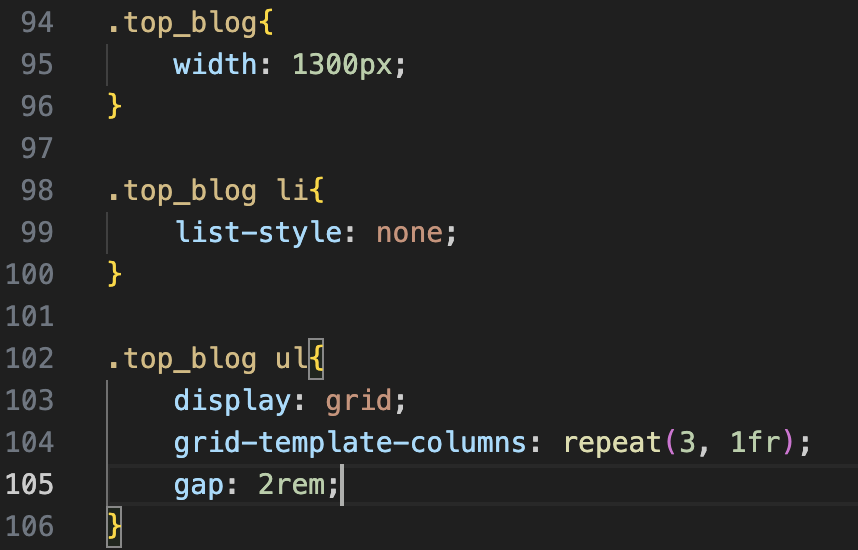 94 .top_blog{
95 width: 1300px;
96 }
97
98 .top_blog li{
99 list-style: none;
100 }
101
102 .top_blog ul{
103 display: grid;
104 grid-template-columns: repeat(3, 1fr);
105 gap: 2rem;
106 }